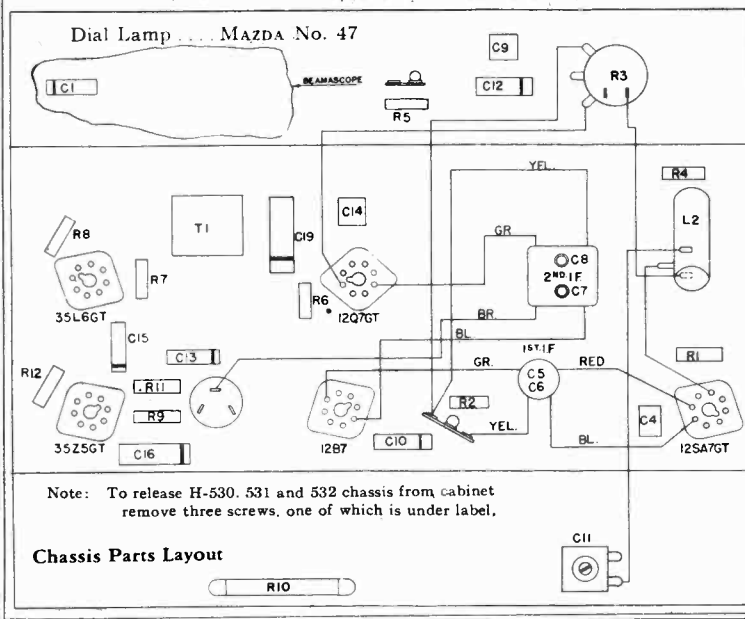 Dial Lamp .... MAZDA No. 47
C9
R3
C1
BEAMASCOPE
C12
R5
YEL.
R4
R8
T1
C19
C14
L2
GR
C8
2ND. IF
C7
R7
35L6GT
R6
12Q7GT
BR.
C15
BL.
1ST. IF
R1
C13
GR.
RED
R12
R11
C5
C6
R9
R2
C4
YEL.
35Z5GT
12B7
C10
BL.
12SA7GT
C16
Note: To release H-530. 531 and 532 chassis from cabinet
remove three screws. one of which is under label,
C11
Chassis Parts Layout
R10